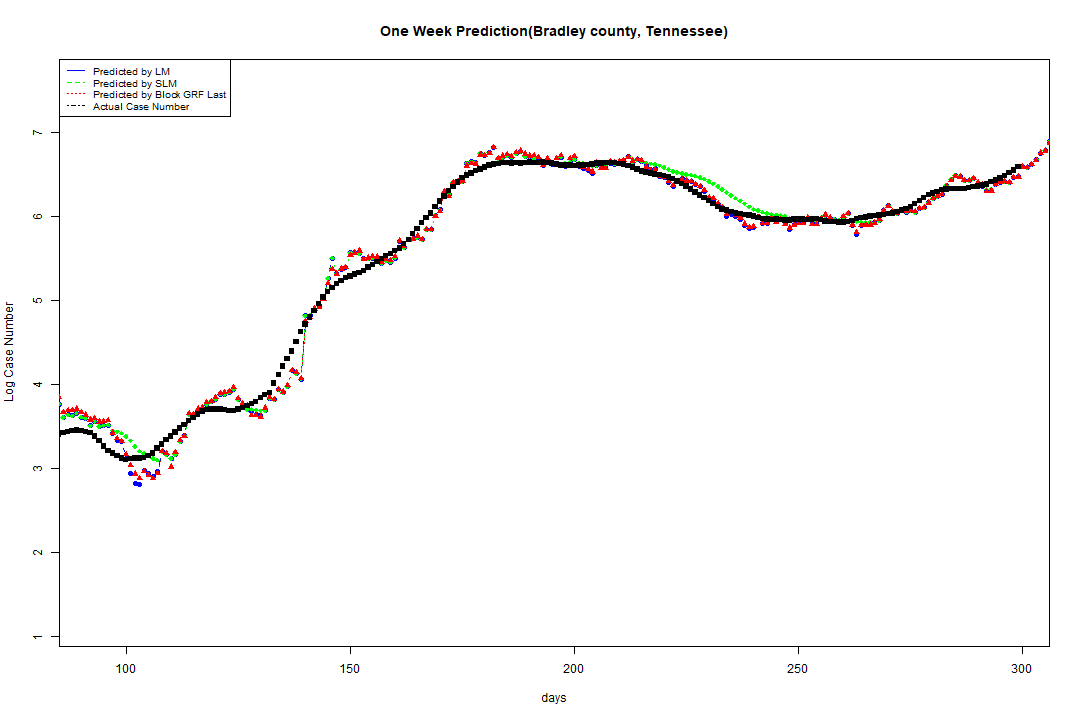 One Week Prediction(Bradley county, Tennessee)
Predicted by LM
Predicted by SLM
Predicted by Block GRF Last
Actual Case Number
7
6
5
4
3
2
1
Log Case Number
100 150 200 250 300
days